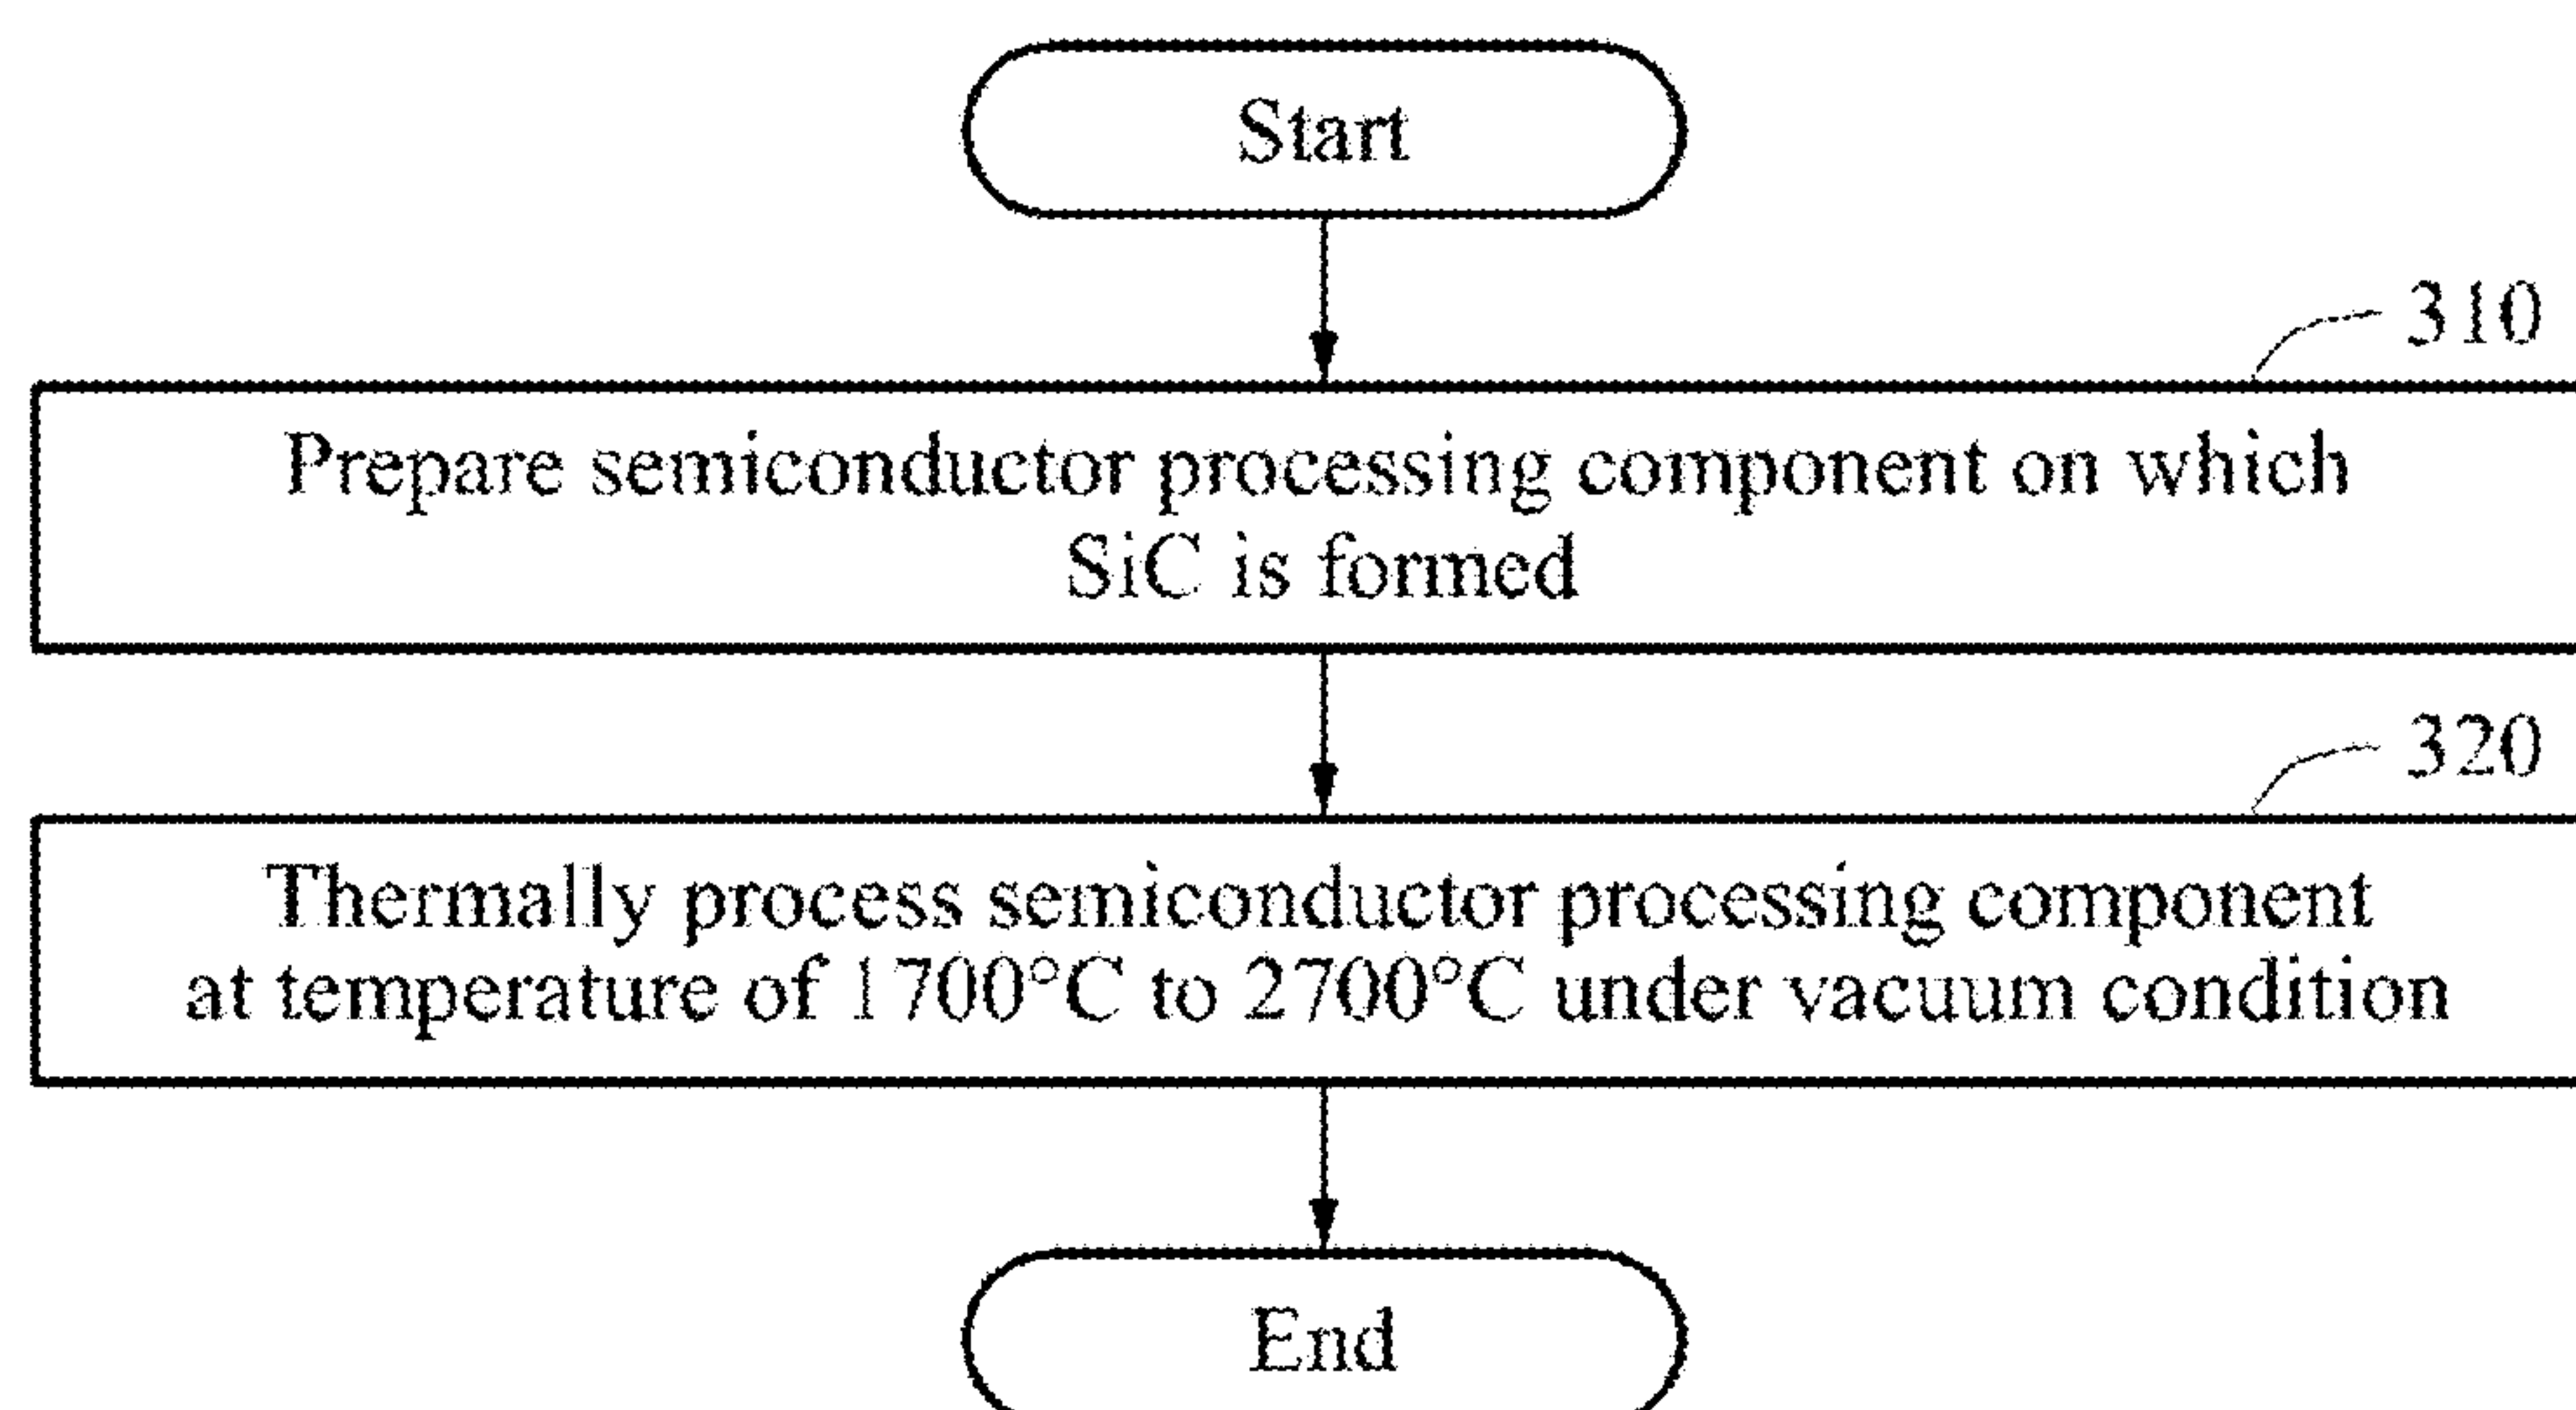 Start
310
Prepare semiconductor processing component on which
SiC is formed
320
Thermally process semiconductor processing component
at temperature of 1700°C to 2700°C under vacuum condition
End